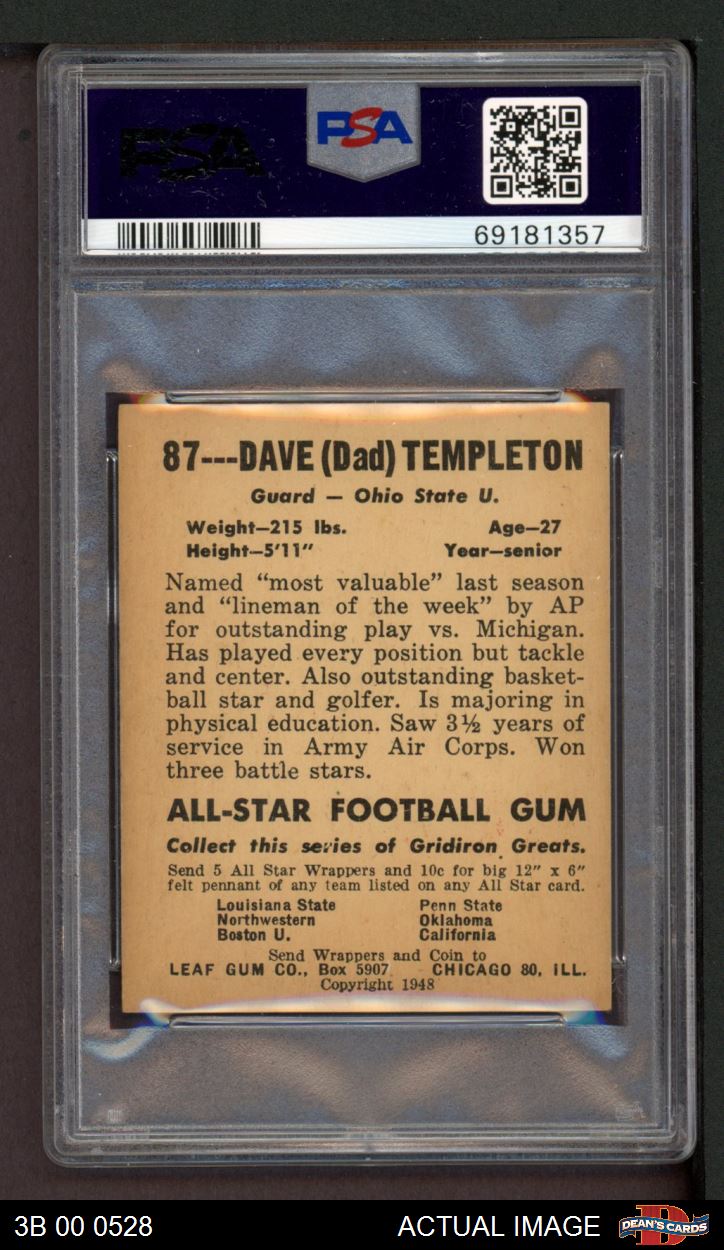 PSA
PSA
69181357
87---DAVE (Dad) TEMPLETON
Guard — Ohio State U.
Weight—215 lbs. Age—27
Height—5'11" Year—senior
Named "most valuable" last season
and "lineman of the week" by AP
for outstanding play vs. Michigan.
Has played every position but tackle
and center. Also outstanding basket-
ball star and golfer. Is majoring in
physical education. Saw 3½ years of
service in Army Air Corps. Won
three battle stars.
ALL-STAR FOOTBALL GUM
Collect this series of Gridiron Greats.
Send 5 All Star Wrappers and 10c for big 12" x 6"
felt pennant of any team listed on any All Star card.
Louisiana State Penn State
Northwestern Oklahoma
Boston U. California
Send Wrappers and Coin to
LEAF GUM CO., Box 5907 CHICAGO 80, ILL.
Copyright 1948
3B 00 0528 ACTUAL IMAGE DEAN'S CARDS